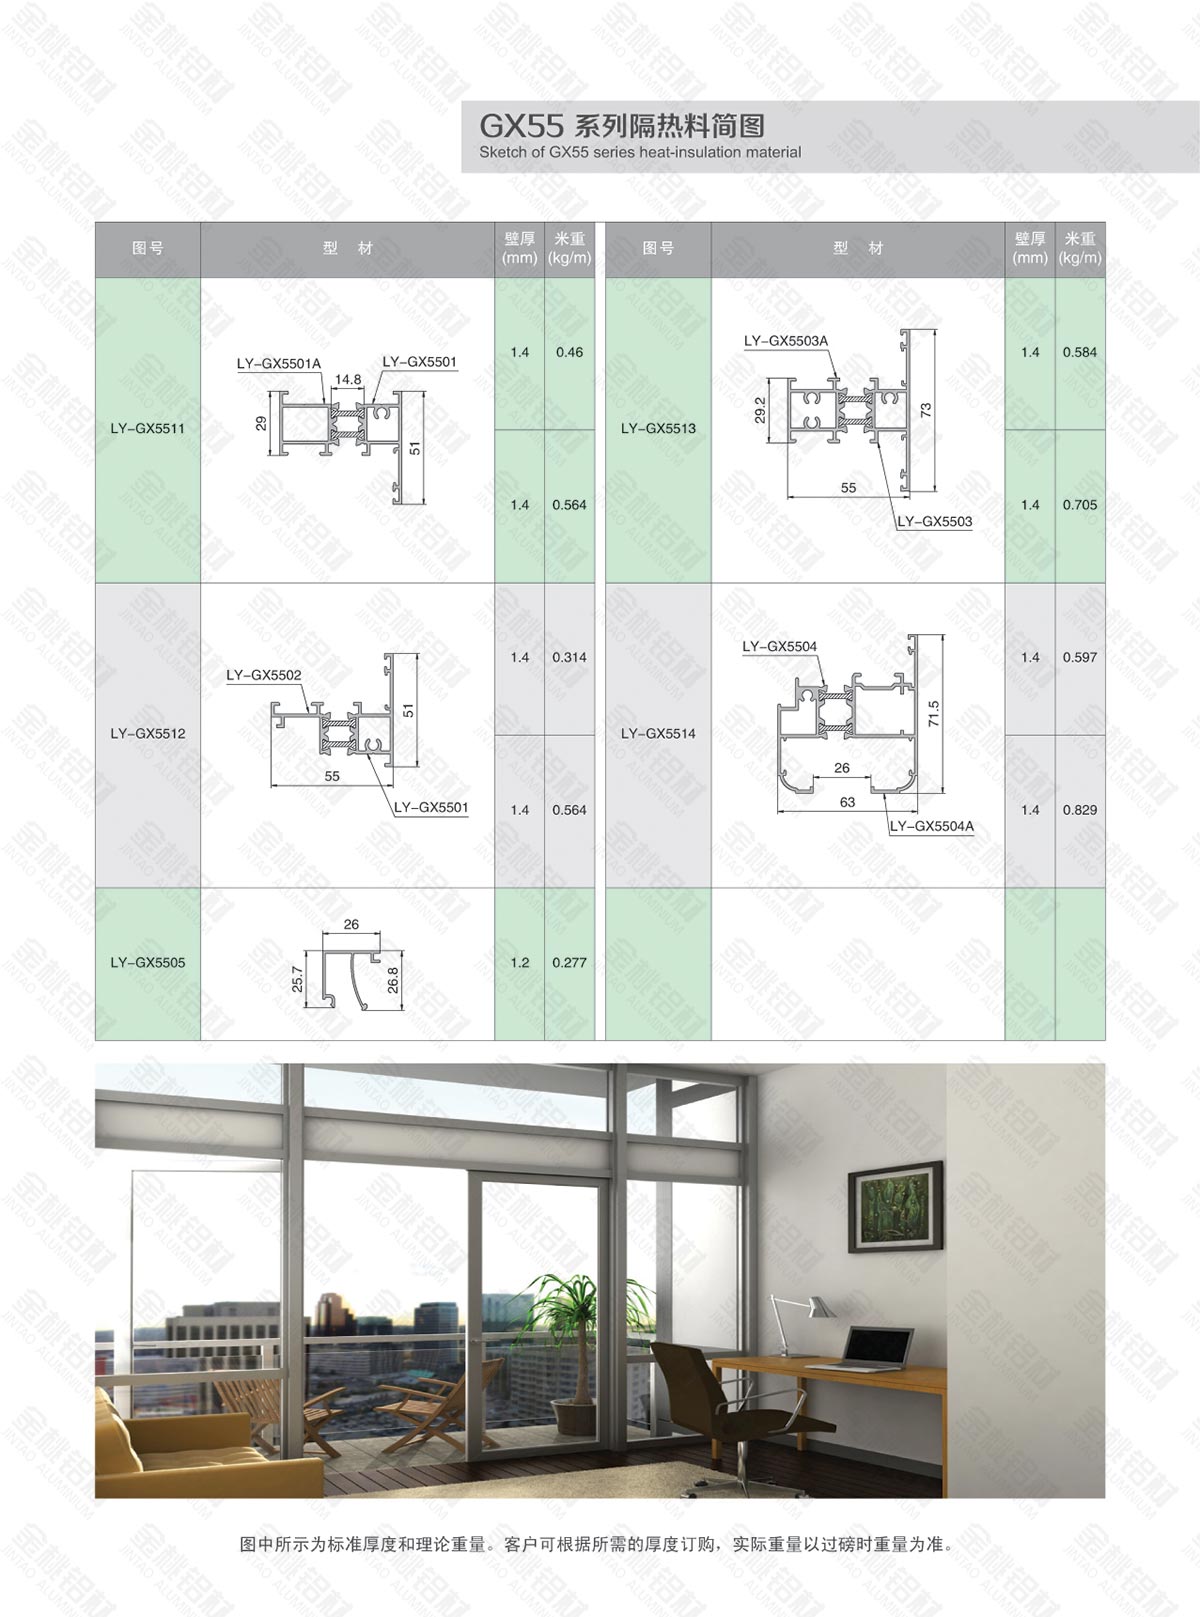 GX55 系列隔热料简图
Sketch of GX55 series heat-insulation material
图号 型 材 壁厚 (mm) 米重 (kg/m)
图号 型 材 壁厚 (mm) 米重 (kg/m)
LY-GX5511
LY-GX5501A
LY-GX5501
14.8
29
51
1.4 0.46
1.4 0.564
LY-GX5513
LY-GX5503A
29.2
73
55
LY-GX5503
1.4 0.584
1.4 0.705
LY-GX5512
LY-GX5502
51
55
LY-GX5501
1.4 0.314
1.4 0.564
LY-GX5514
LY-GX5504
71.5
26
63
LY-GX5504A
1.4 0.597
1.4 0.829
LY-GX5505
26
25.7
26.8
1.2 0.277
图中所示为标准厚度和理论重量。客户可根据所需的厚度订购，实际重量以过磅时重量为准。
金桃铝材
JINTAO ALUMINIUM